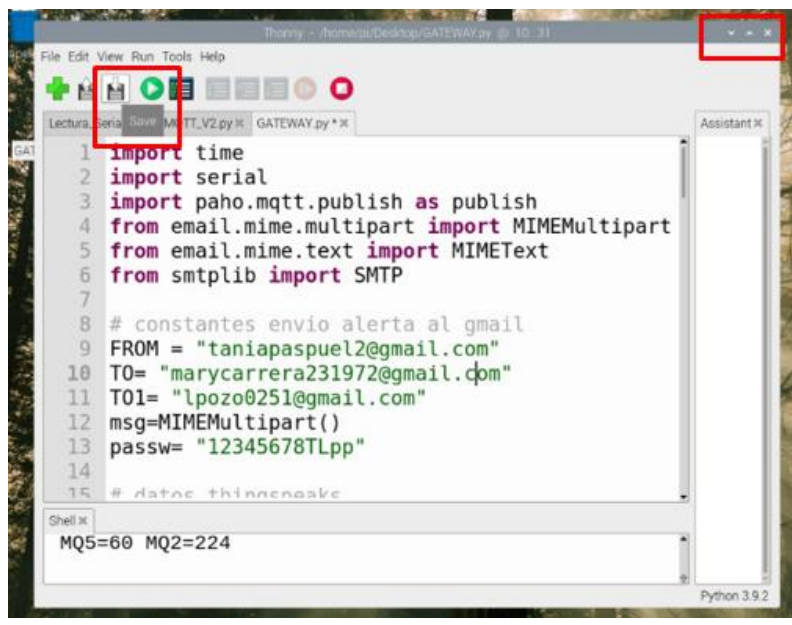 Thonny - /home/pi/Desktop/GATEWAY.py @ 10:31
File Edit View Run Tools Help
Save
GATEWAY.py * ×
Assistant ×
1 import time
2 import serial
3 import paho.mqtt.publish as publish
4 from email.mime.multipart import MIMEMultipart
5 from email.mime.text import MIMEText
6 from smtplib import SMTP
7
8 # constantes envio alerta al gmail
9 FROM = "taniapaspuel2@gmail.com"
10 TO= "marycarrera231972@gmail.com"
11 TO1= "lpozo0251@gmail.com"
12 msg=MIMEMultipart()
13 passw= "12345678TLpp"
14
15 # datos thingspeaks
Shell ×
MQ5=60 MQ2=224
Python 3.9.2